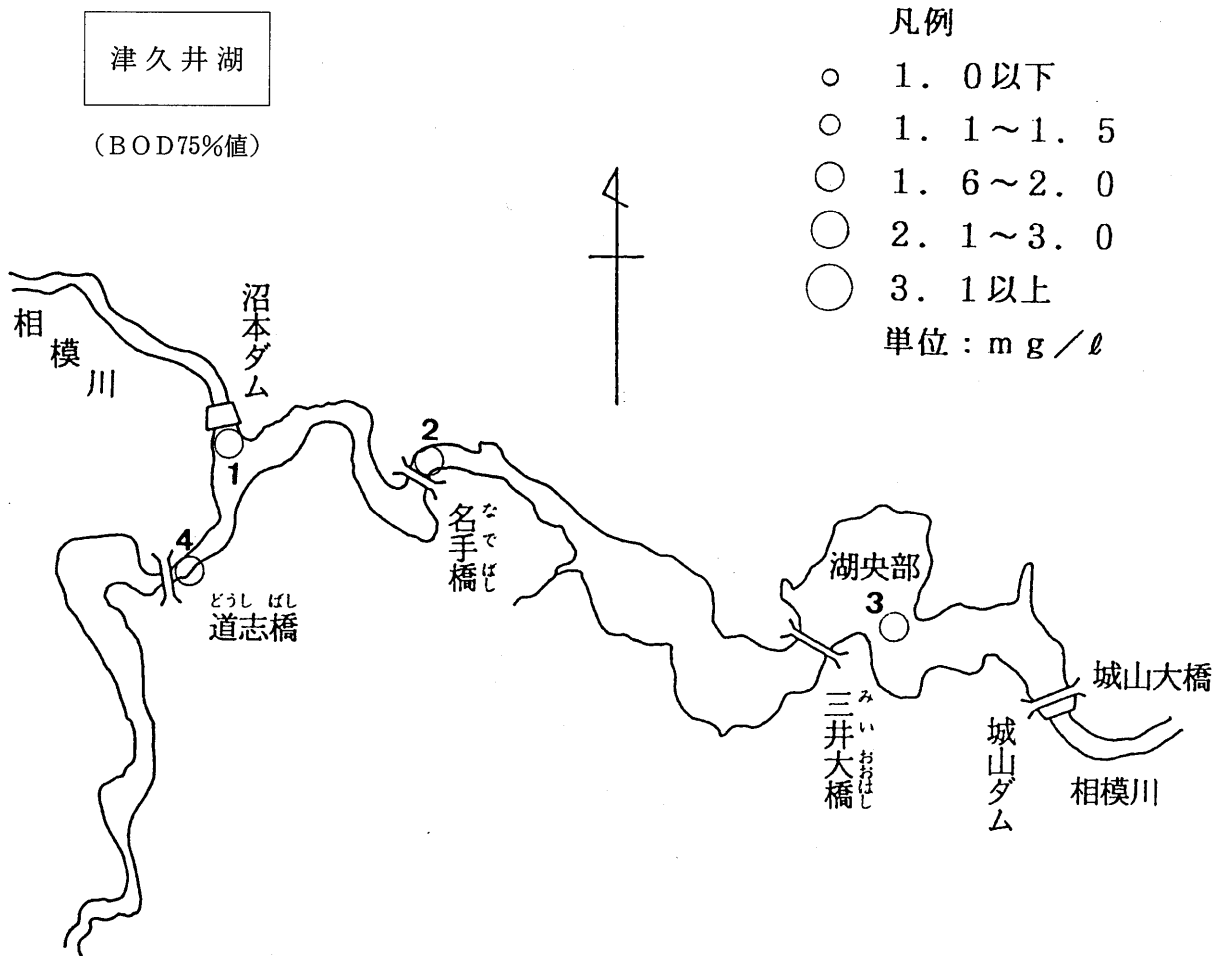 津久井湖
(BOD75%値)
凡例
1.0以下
1.1~1.5
1.6~2.0
2.1~3.0
3.1以上
単位:mg/ℓ
相模川
沼本ダム
1
2
名手橋
なでばし
4
どうしばし
道志橋
湖央部
3
三井大橋
みいおおはし
城山大橋
城山ダム
相模川